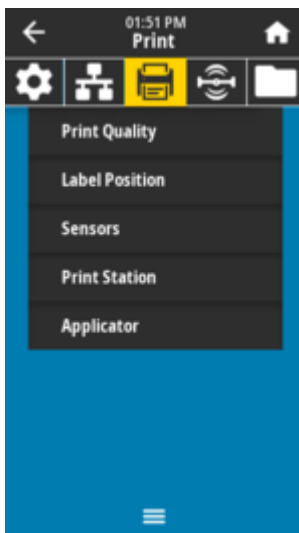 01:51 PM
Print
Print Quality
Label Position
Sensors
Print Station
Applicator